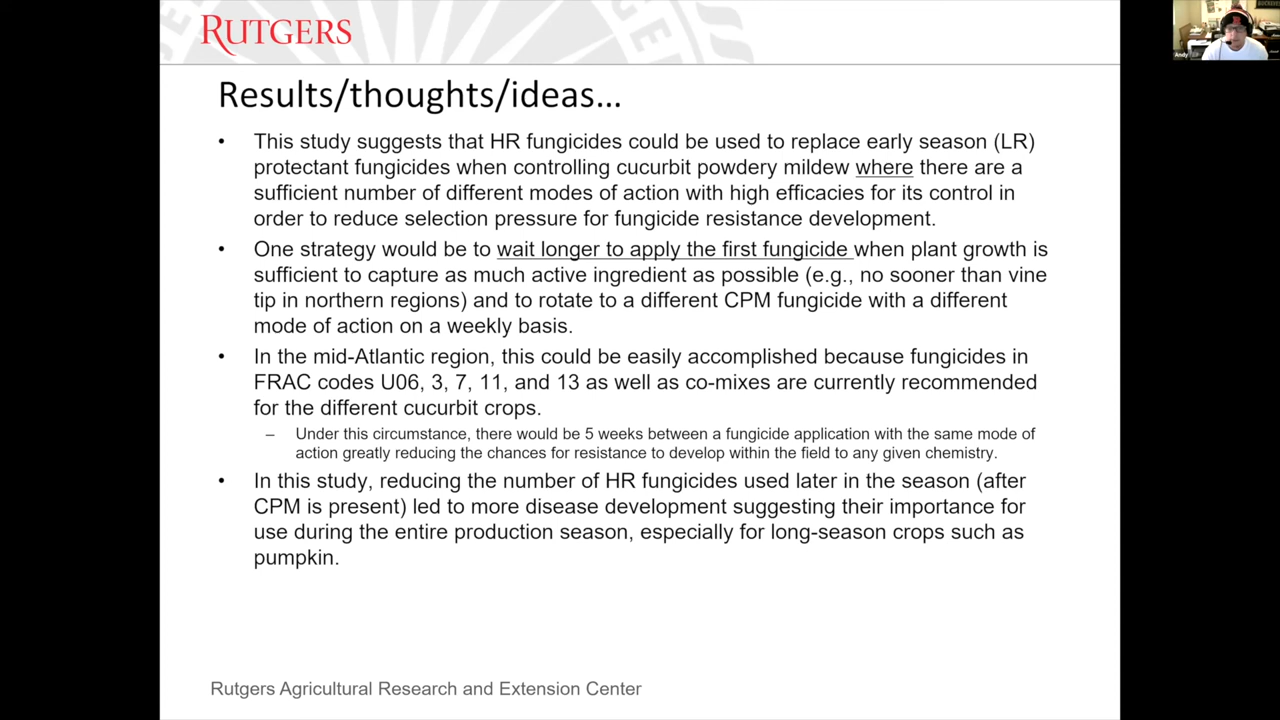 RUTGERS
Andy
Results/thoughts/ideas…
• This study suggests that HR fungicides could be used to replace early season (LR)
protectant fungicides when controlling cucurbit powdery mildew where there are a
sufficient number of different modes of action with high efficacies for its control in
order to reduce selection pressure for fungicide resistance development.
• One strategy would be to wait longer to apply the first fungicide when plant growth is
sufficient to capture as much active ingredient as possible (e.g., no sooner than vine
tip in northern regions) and to rotate to a different CPM fungicide with a different
mode of action on a weekly basis.
• In the mid-Atlantic region, this could be easily accomplished because fungicides in
FRAC codes U06, 3, 7, 11, and 13 as well as co-mixes are currently recommended
for the different cucurbit crops.
– Under this circumstance, there would be 5 weeks between a fungicide application with the same mode of
action greatly reducing the chances for resistance to develop within the field to any given chemistry.
• In this study, reducing the number of HR fungicides used later in the season (after
CPM is present) led to more disease development suggesting their importance for
use during the entire production season, especially for long-season crops such as
pumpkin.
Rutgers Agricultural Research and Extension Center